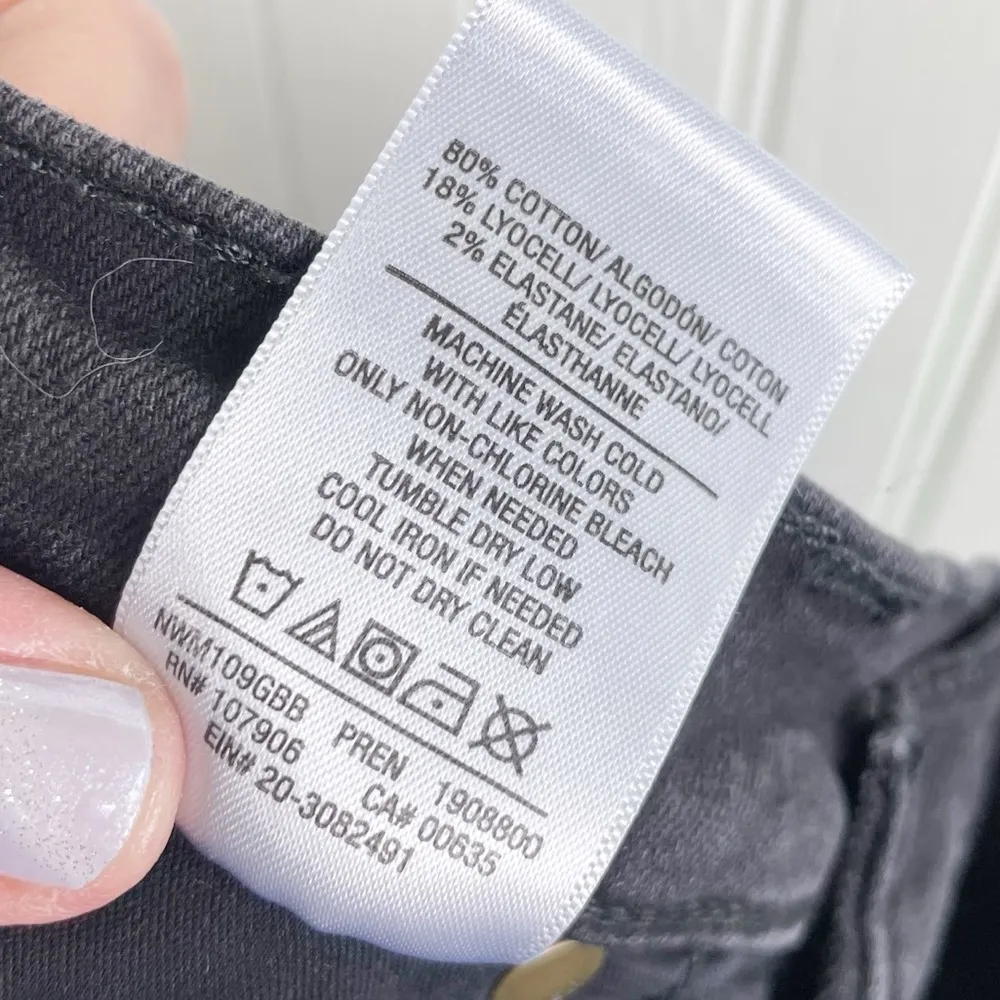 80% COTTON/ ALGODÓN/ COTON
18% LYOCELL/ LYOCELL/ LYOCELL
2% ELASTANE/ ELASTANO/
ÉLASTHANNE
MACHINE WASH COLD
WITH LIKE COLORS
ONLY NON-CHLORINE BLEACH
WHEN NEEDED
TUMBLE DRY LOW
COOL IRON IF NEEDED
DO NOT DRY CLEAN
NWM109GBB PREN 1908800
RN# 107906 CA# 00635
EIN# 20-3082491